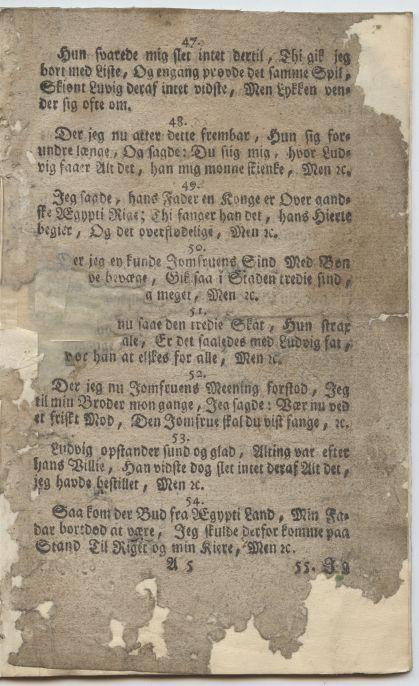 47.
Hun svarede mig slet intet dertil, Thi gik jeg
bort med Liste, Og engang prøvde det samme Spil,
Skiønt Luvig deraf intet vidste, Men Lykken ven-
der sig ofte om.
48.
Der jeg nu atter dette frembar, Hun sig for-
undre længe, Og sagde: Du siig mig, hvor Lud-
vig faaer Alt det, han mig monne skienke, Men ꝛc.
49.
Jeg sagde, hans Fader en Konge er Over gand-
ske Ægypti Rige; Thi fanger han det, hans Hierte
begier, Og det overflødelige, Men ꝛc.
50.
er jeg ey kunde Jomfruens Sind Med Bøn
ve bevæge, Gik saa i Staden tredie sind,
a meget, Men ꝛc.
51.
nu saae den tredie Skat, Hun strax
ale, Er det saaledes med Ludvig fat,
vor han at elskes for alle, Men ꝛc.
52.
Der jeg nu Jomfruens Meening forstod, Jeg
til min Broder mon gange, Jeg sagde: Vær nu ved
et friskt Mod, Den Jomfrue skal du vist fange, ꝛc.
53.
Ludvig opstander sund og glad, Alting var efter
hans Villie, Han vidste dog slet intet deraf Alt det,
jeg havde bestillet, Men ꝛc.
54.
Saa kom der Bud fra Ægypti Land, Min Fa-
dar bortdød at være, Jeg skulde derfor komme paa
Stand Til Riget og min Kiere, Men ꝛc.
A 5 55. Jg